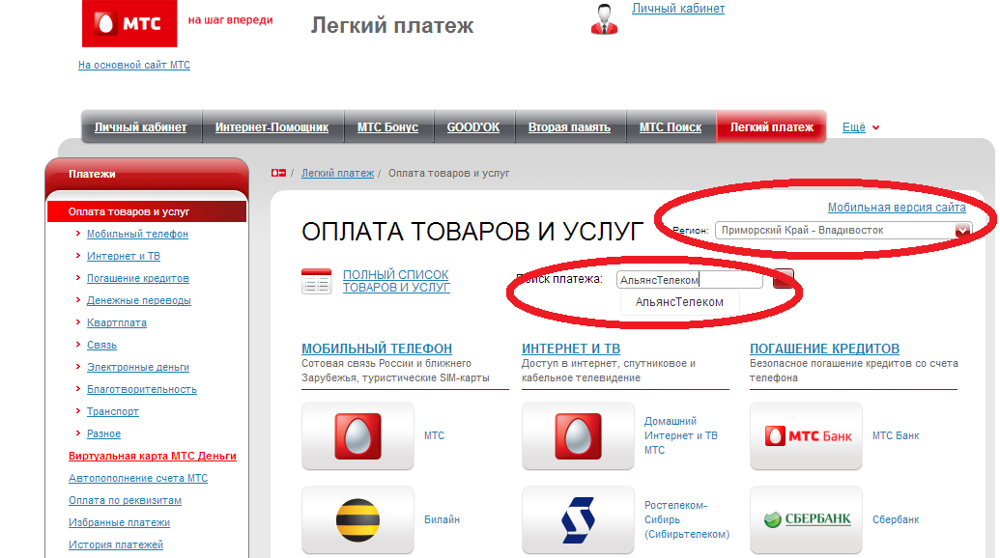 МТС
на шаг впереди
Легкий платеж
Личный кабинет
На основной сайт МТС
Личный кабинет
Интернет-Помощник
МТС Бонус
GOOD'OK
Вторая память
МТС Поиск
Легкий платеж
Ещё
Платежи
/ Легкий платеж / Оплата товаров и услуг
Оплата товаров и услуг
Мобильный телефон
Интернет и ТВ
Погашение кредитов
Денежные переводы
Квартплата
Связь
Электронные деньги
Благотворительность
Транспорт
Разное
Виртуальная карта МТС Деньги
Автопополнение счета МТС
Оплата по реквизитам
Избранные платежи
История платежей
Мобильная версия сайта
ОПЛАТА ТОВАРОВ И УСЛУГ
Регион: Приморский Край - Владивосток
ПОЛНЫЙ СПИСОК
ТОВАРОВ И УСЛУГ
Поиск платежа: АльянсТелеком
АльянсТелеком
МОБИЛЬНЫЙ ТЕЛЕФОН
Сотовая связь России и ближнего
Зарубежья, туристические SIM-карты
МТС
Билайн
ИНТЕРНЕТ И ТВ
Доступ в интернет, спутниковое и
кабельное телевидение
Домашний
Интернет и ТВ
МТС
Ростелеком-
Сибирь
(Сибирьтелеком)
ПОГАШЕНИЕ КРЕДИТОВ
Безопасное погашение кредитов со счета
телефона
МТС Банк
МТС Банк
СБЕРБАНК
Сбербанк